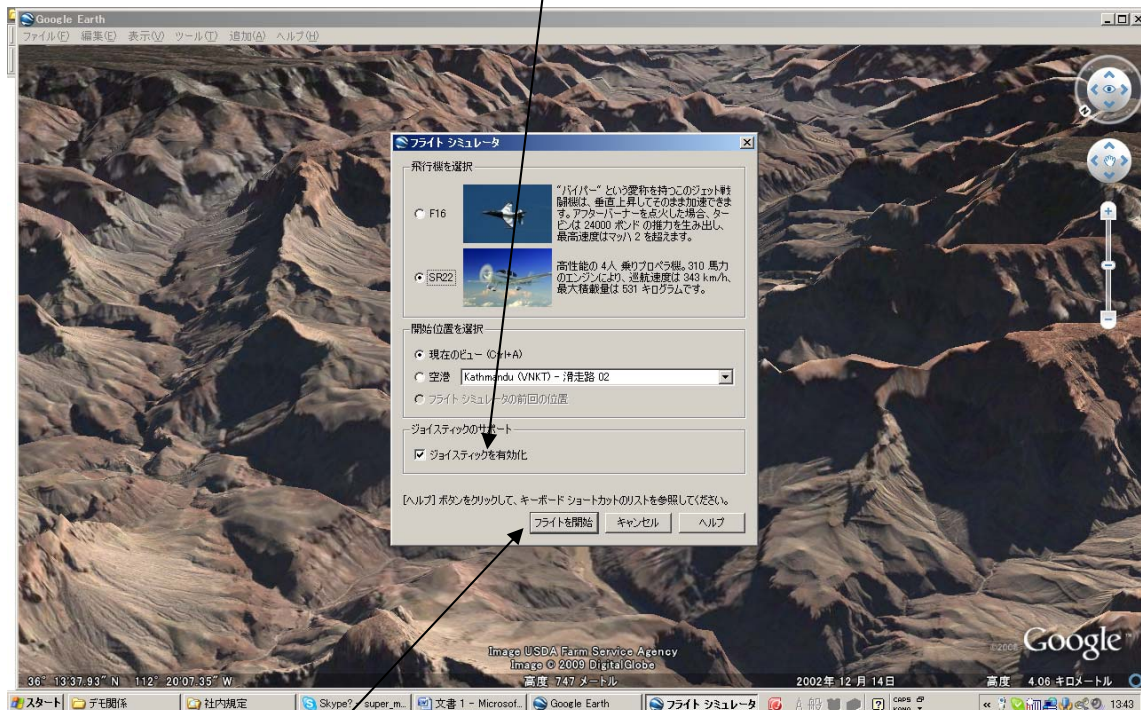 Google Earth
ファイル(F) 編集(E) 表示(V) ツール(T) 追加(A) ヘルプ(H)
フライト シミュレータ
飛行機を選択
F16
"バイパー" という愛称を持つこのジェット戦
闘機は、垂直上昇してそのまま加速できま
す。アフターバーナーを点火した場合、ター
ビンは 24000 ポンド の推力を生み出し、
最高速度はマッハ 2 を超えます。
SR22
高性能の 4人 乗りプロペラ機。310 馬力
のエンジンにより、巡航速度は 343 km/h、
最大積載量は 531 キログラムです。
開始位置を選択
現在のビュー (Ctrl+A)
空港 Kathmandu (VNKT) - 滑走路 02
フライト シミュレータの前回の位置
ジョイスティックのサポート
ジョイスティックを有効化
[ヘルプ] ボタンをクリックして、キーボード ショートカットのリストを参照してください。
フライトを開始 キャンセル ヘルプ
Image USDA Farm Service Agency
Image © 2009 DigitalGlobe
©2008 Google
36° 13'37.93" N 112° 20'07.35" W 高度 747 メートル 2002年 12月 14日 高度 4.06 キロメートル
スタート デモ関係 社内規定 Skype? super_m... 文書 1 - Microsof... Google Earth フライト シミュレータ A 般 CAPS 13:43